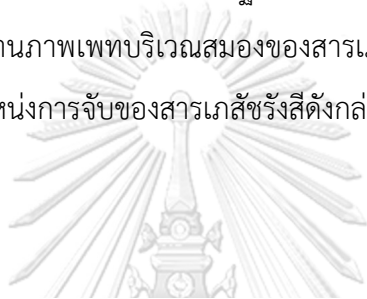 านภาพเพทบริเวณสมองของสารเภ
หน่งการจับของสารเภสัชรังสีดังกล่